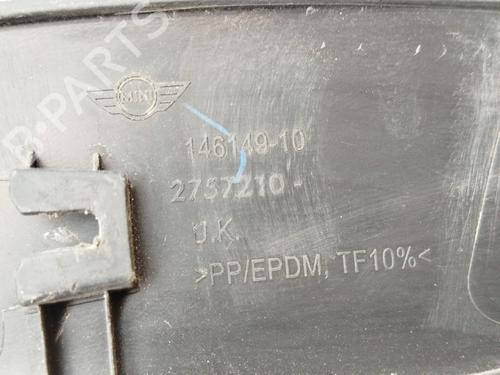 B-PARTS
MINI
146149-10
2757210-
U.K.
>PP/EPDM, TF10%<